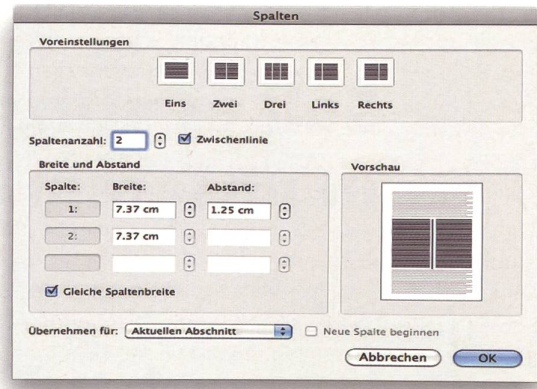 Spalten
Voreinstellungen
Eins Zwei Drei Links Rechts
Spaltenanzahl: 2 Zwischenlinie
Breite und Abstand Vorschau
Spalte: Breite: Abstand:
1: 7.37 cm 1.25 cm
2: 7.37 cm
Gleiche Spaltenbreite
Übernehmen für: Aktuellen Abschnitt Neue Spalte beginnen
Abbrechen OK